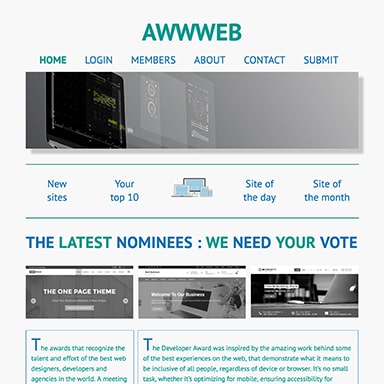 AWWWEB
HOME LOGIN MEMBERS ABOUT CONTACT SUBMIT
New sites
Your top 10
Site of the day
Site of the month
THE LATEST NOMINEES : WE NEED YOUR VOTE
THE ONE PAGE THEME
Welcome To Our Business
The awards that recognize the
talent and effort of the best web
designers, developers and
agencies in the world. A meeting
The Developer Award was inspired by the amazing work behind some
of the best experiences on the web, that demonstrate what it means to
be inclusive of all people, regardless of device or browser. It's no small
task, whether it's optimizing for mobile, ensuring accessibility for